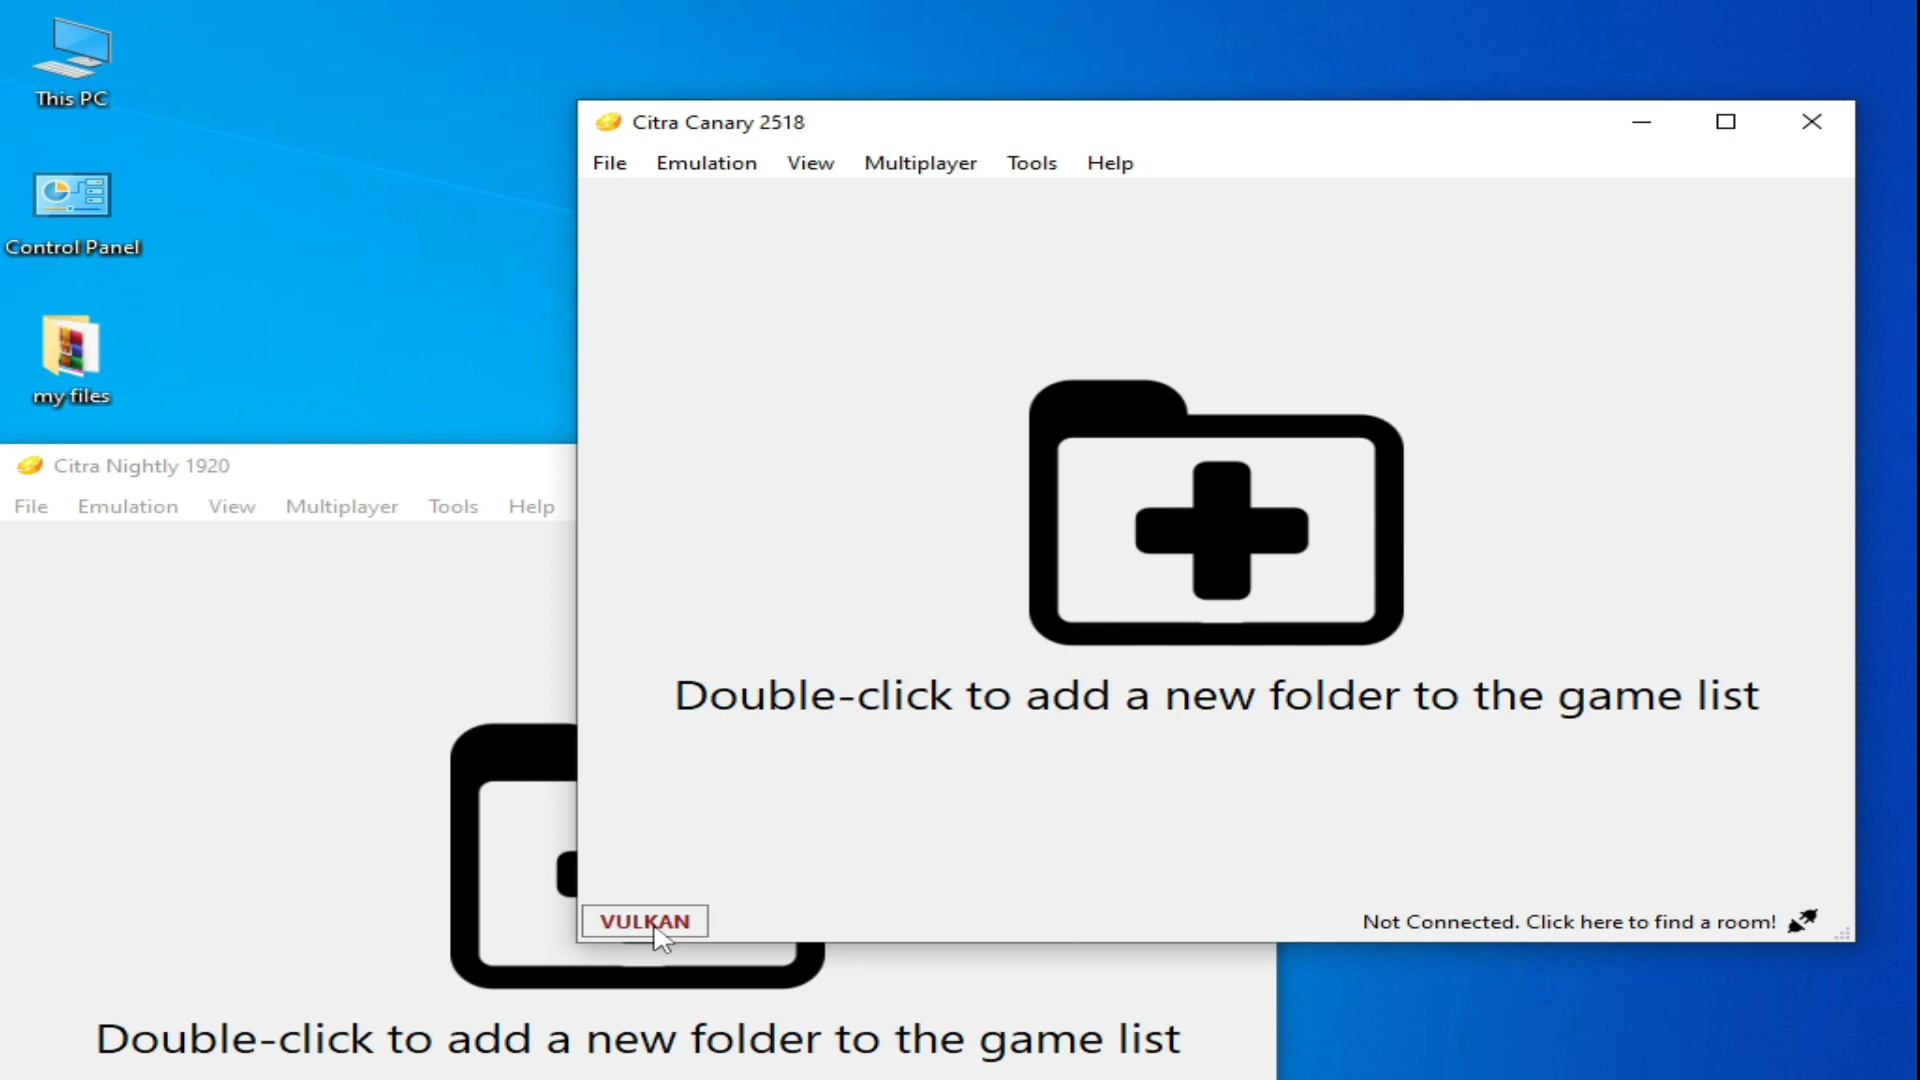 This PC
Control Panel
my files
Citra Canary 2518
File Emulation View Multiplayer Tools Help
Double-click to add a new folder to the game list
VULKAN
Not Connected. Click here to find a room!
Citra Nightly 1920
File Emulation View Multiplayer Tools Help
Double-click to add a new folder to the game list